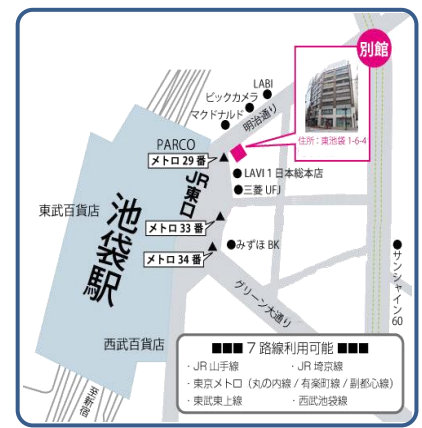 別館
LABI
ビックカメラ
マクドナルド
明治通り
住所：東池袋 1-6-4
PARCO
メトロ 29 番
JR東口
LAVI 1 日本総本店
三菱 UFJ
東武百貨店
池袋駅
メトロ 33 番
みずほ BK
メトロ 34 番
サンシャイン60
グリーン大通り
西武百貨店
至新宿
■■■ 7 路線利用可能 ■■■
・JR 山手線 ・JR 埼京線
・東京メトロ（丸の内線 / 有楽町線 / 副都心線）
・東武東上線 ・西武池袋線